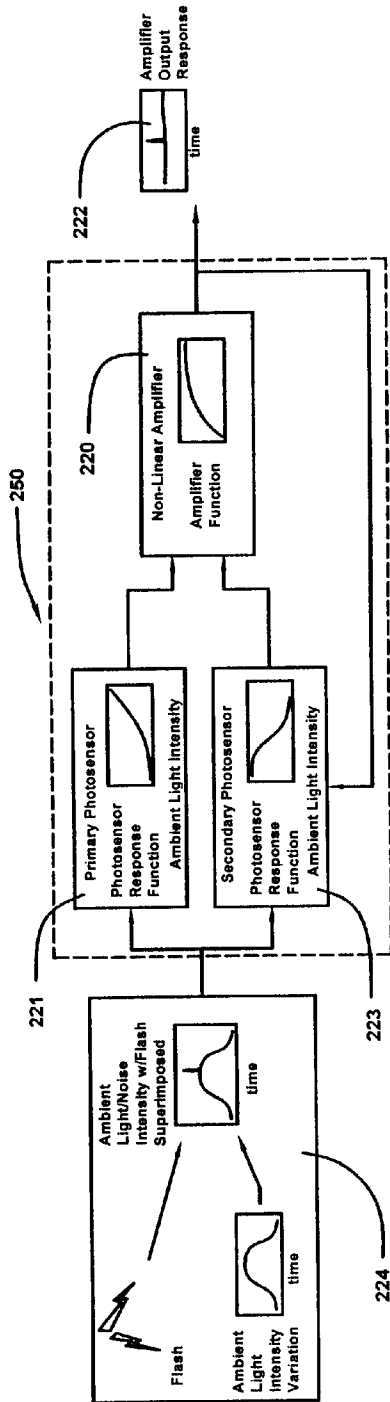 250
221
Primary Photosensor
Photosensor
Response
Function
Ambient Light Intensity
Secondary Photosensor
Photosensor
Response
Function
Ambient Light Intensity
223
220
Non-Linear Amplifier
Amplifier
Function
222
Amplifier
Output
Response
time
Ambient
Light/Noise
Intensity w/Flash
Superimposed
time
Flash
Ambient
Light
Intensity
Variation
time
224